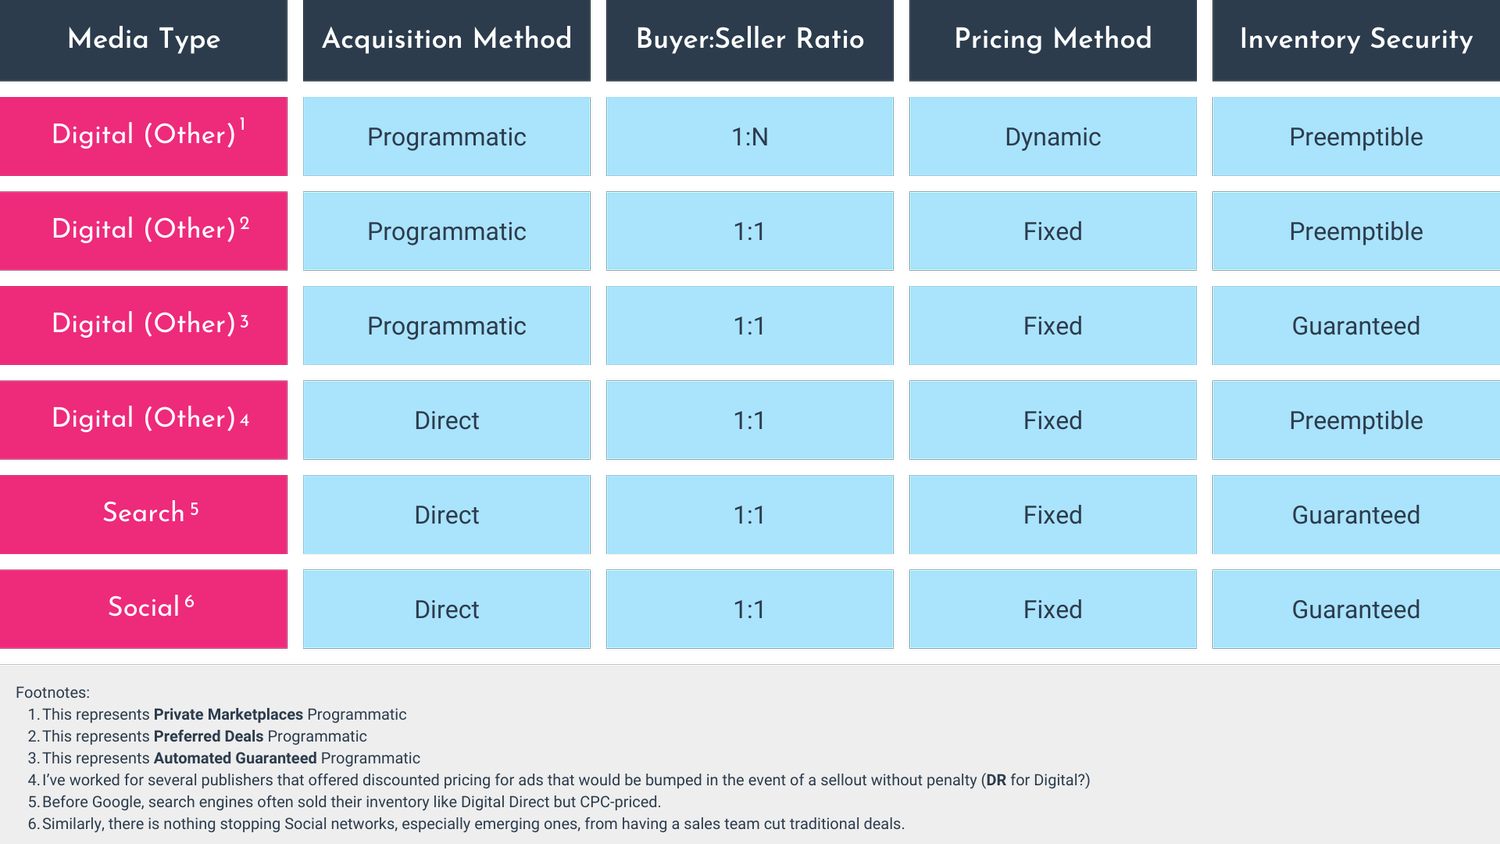 Media Type Acquisition Method Buyer:Seller Ratio Pricing Method Inventory Security
Digital (Other)1 Programmatic 1:N Dynamic Preemptible
Digital (Other)2 Programmatic 1:1 Fixed Preemptible
Digital (Other)3 Programmatic 1:1 Fixed Guaranteed
Digital (Other)4 Direct 1:1 Fixed Preemptible
Search5 Direct 1:1 Fixed Guaranteed
Social6 Direct 1:1 Fixed Guaranteed
Footnotes:
1. This represents Private Marketplaces Programmatic
2. This represents Preferred Deals Programmatic
3. This represents Automated Guaranteed Programmatic
4. I’ve worked for several publishers that offered discounted pricing for ads that would be bumped in the event of a sellout without penalty (DR for Digital?)
5. Before Google, search engines often sold their inventory like Digital Direct but CPC-priced.
6. Similarly, there is nothing stopping Social networks, especially emerging ones, from having a sales team cut traditional deals.